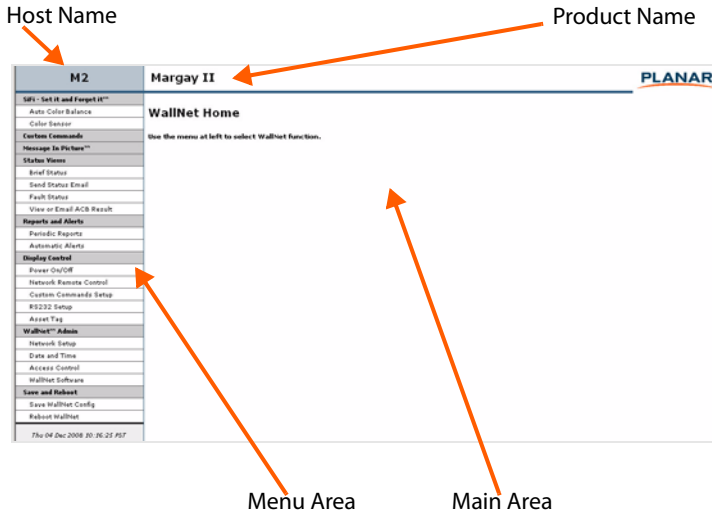 Host Name
Product Name
M2
Margay II
PLANAR
SiFi - Set it and Forget it™
Auto Color Balance
Color Sensor
Custom Commands
Message In Picture™
Status Views
Brief Status
Send Status Email
Fault Status
View or Email ACB Result
Reports and Alerts
Periodic Reports
Automatic Alerts
Display Control
Power On/Off
Network Remote Control
Custom Commands Setup
RS232 Setup
Asset Tag
WallNet™ Admin
Network Setup
Date and Time
Access Control
WallNet Software
Save and Reboot
Save WallNet Config
Reboot WallNet
Thu 04 Dec 2008 10:36:25 PST
WallNet Home
Use the menu at left to select WallNet function.
Menu Area
Main Area